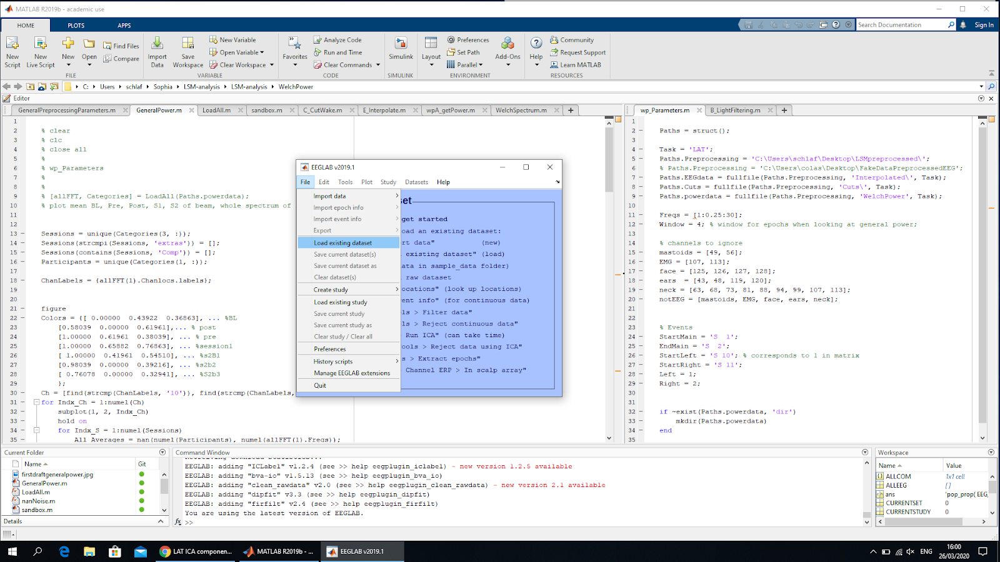 MATLAB R2019b - academic use
HOME PLOTS APPS
Search Documentation Sign In
New Script
New Live Script
New
Open
Find Files
Compare
FILE
Import Data
Save Workspace
New Variable
Open Variable
Clear Workspace
VARIABLE
Favorites
Analyze Code
Run and Time
Clear Commands
CODE
Simulink
SIMULINK
Layout
Preferences
Set Path
Parallel
Add-Ons
ENVIRONMENT
Help
Community
Request Support
Learn MATLAB
RESOURCES
C: Users schlaf Sophia LSM-analysis LSM-analysis WelchPower
Editor
GeneralPreprocessingParameters.m GeneralPower.m LoadAll.m sandbox.m C_CutWake.m E_Interpolate.m wpA_getPower.m WelchSpectrum.m
1
2 % clear
3 % clc
4 % close all
5 %
6 % wp_Parameters
7 %
8 %
9 % [allFFT, Categories] = LoadAll(Paths.powerdata);
10 % plot mean BL, Pre, Post, S1, S2 of beam, whole spectrum of
11
12
13 Sessions = unique(Categories(3, :));
14 Sessions(strcmpi(Sessions, 'extras')) = [];
15 Sessions(contains(Sessions, 'Comp')) = [];
16 Participants = unique(Categories(1, :));
17
18 ChanLabels = {allFFT(1).Chanlocs.labels};
19
20
21 figure
22 Colors = {[ 0.00000 0.43922 0.36863], ... %BL
23 [0.58039 0.00000 0.61961],... % post
24 [1.00000 0.61961 0.38039], ... % pre
25 [1.00000 0.65882 0.76863], ... %session1
26 [ 1.00000 0.41961 0.54510], ... %s2B1
27 [0.98039 0.00000 0.39216], ... %s2b2
28 [ 0.76078 0.00000 0.32941], ... %S2b3
29 };
30 Ch = [find(strcmp(ChanLabels, '10')), find(strcmp(ChanLabels,
31 for Indx_Ch = 1:numel(Ch)
32 subplot(1, 2, Indx_Ch)
33 hold on
34 for Indx_S = 1:numel(Sessions)
35 All_Averages = nan(numel(Participants), numel(allFFT(1).Freqs));
wp_Parameters.m B_LightFiltering.m
1
2 Paths = struct();
3
4 Task = 'LAT';
5 Paths.Preprocessing = 'C:\Users\schlaf\Desktop\LSMpreprocessed\';
6 % Paths.Preprocessing = 'C:\Users\colas\Desktop\FakeDataPreprocessedEEG';
7 Paths.EEGdata = fullfile(Paths.Preprocessing, 'Interpolated\', Task);
8 Paths.Cuts = fullfile(Paths.Preprocessing, 'Cuts\', Task);
9 Paths.powerdata = fullfile(Paths.Preprocessing, 'WelchPower', Task);
10
11 Freqs = [1:0.25:30];
12 Window = 4; % window for epochs when looking at general power;
13
14 % channels to ignore
15 mastoids = [49, 56];
16 EMG = [107, 113];
17 face = [125, 126, 127, 128];
18 ears = [43, 48, 119, 120];
19 neck = [63, 68, 73, 81, 88, 94, 99, 107, 113];
20 notEEG = [mastoids, EMG, face, ears, neck];
21
22
23 % Events
24 StartMain = 'S 1';
25 EndMain = 'S 2';
26 StartLeft = 'S 10'; % corresponds to 1 in matrix
27 StartRight = 'S 11';
28 Left = 1;
29 Right = 2;
30
31
32 if ~exist(Paths.powerdata, 'dir')
33 mkdir(Paths.powerdata)
34 end
35
EEGLAB v2019.1
File Edit Tools Plot Study Datasets Help
Import data
Import epoch info
Import event info
Export
Load existing dataset
Save current dataset(s)
Save current dataset as
Clear dataset(s)
Create study
Load existing study
Save current study
Save current study as
Clear study / Clear all
Preferences
History scripts
Manage EEGLAB extensions
Quit
set
get started
oad an existing dataset:
rt data" (new)
existing dataset" (load)
ata in sample_data folder)
raw dataset
ocations" (look up locations)
ent info" (for continuous data)
ls > Filter data"
ls > Reject continuous data"
Run ICA" (can take time)
ools > Reject data using ICA"
s > Extract epochs"
Channel ERP > In scalp array"
Current Folder
Name Git
firstdraftgeneralpower.jpg
GeneralPower.m
LoadAll.m
nanNoise.m
sandbox.m
Details
Command Window
Retrieving download statistics...
EEGLAB: adding "ICLabel" v1.2.4 (see >> help eegplugin_iclabel) - new version 1.2.5 available
EEGLAB: adding "bva-io" v1.5.13 (see >> help eegplugin_bva_io)
EEGLAB: adding "clean_rawdata" v2.0 (see >> help eegplugin_clean_rawdata) - new version 2.1 available
EEGLAB: adding "dipfit" v3.3 (see >> help eegplugin_dipfit)
EEGLAB: adding "firfilt" v2.4 (see >> help eegplugin_firfilt)
You are using the latest version of EEGLAB.
fx >>
Workspace
Name Value
ALLCOM 1x1 cell
ALLEEG []
ans 'pop_prop( EEG,
CURRENTSET 0
CURRENTSTUDY 0
LAT ICA componen... MATLAB R2019b - ... EEGLAB v2019.1
ENG
16:00
26/03/2020